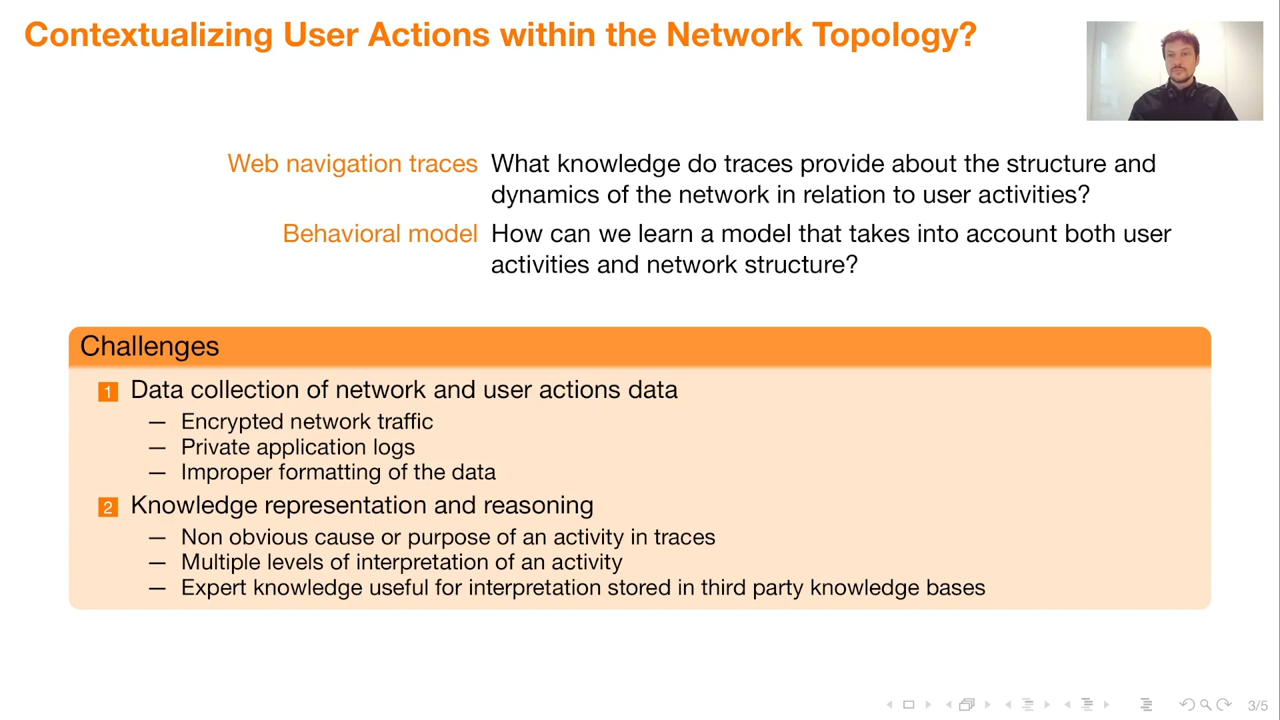 Contextualizing User Actions within the Network Topology?
Web navigation traces What knowledge do traces provide about the structure and
dynamics of the network in relation to user activities?
Behavioral model How can we learn a model that takes into account both user
activities and network structure?
Challenges
1 Data collection of network and user actions data
— Encrypted network traffic
— Private application logs
— Improper formatting of the data
2 Knowledge representation and reasoning
— Non obvious cause or purpose of an activity in traces
— Multiple levels of interpretation of an activity
— Expert knowledge useful for interpretation stored in third party knowledge bases
3/5